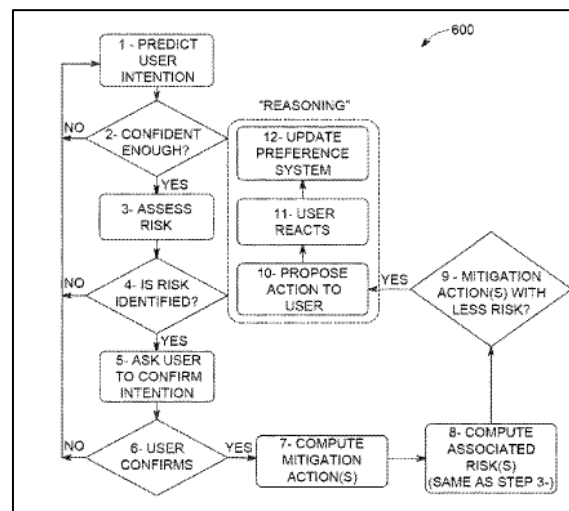 600
1 - PREDICT
USER
INTENTION
NO
2- CONFIDENT
ENOUGH?
YES
3- ASSESS
RISK
NO
4- IS RISK
IDENTIFIED?
YES
5- ASK USER
TO CONFIRM
INTENTION
NO
6- USER
CONFIRMS
YES
7- COMPUTE
MITIGATION
ACTION(S)
8- COMPUTE
ASSOCIATED
RISK(S)
(SAME AS STEP 3-)
9 - MITIGATION
ACTION(S) WITH
LESS RISK?
YES
"REASONING"
12- UPDATE
PREFERENCE
SYSTEM
11- USER
REACTS
10- PROPOSE
ACTION TO
USER